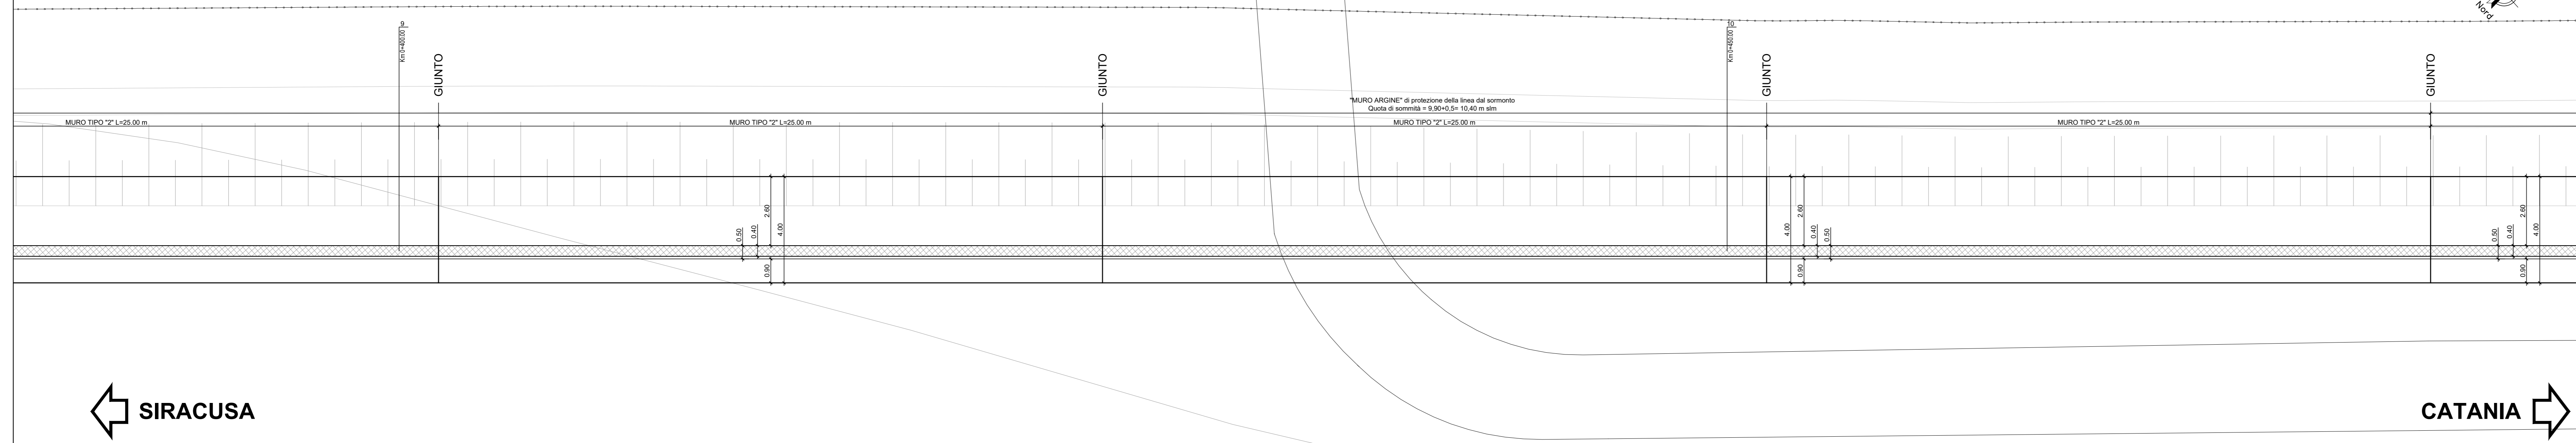 Nord
9
Km 0+400.00
10
Km 0+450.00
GIUNTO
GIUNTO
GIUNTO
GIUNTO
"MURO ARGINE" di protezione della linea dal sormonto
Quota di sommità = 9,90+0,5= 10,40 m slm
MURO TIPO "2" L=25.00 m
MURO TIPO "2" L=25.00 m
MURO TIPO "2" L=25.00 m
MURO TIPO "2" L=25.00 m
0.50
0.40
2.60
4.00
0.90
4.00
2.60
0.40
0.50
0.90
0.50
0.40
2.60
4.00
0.90
SIRACUSA
CATANIA